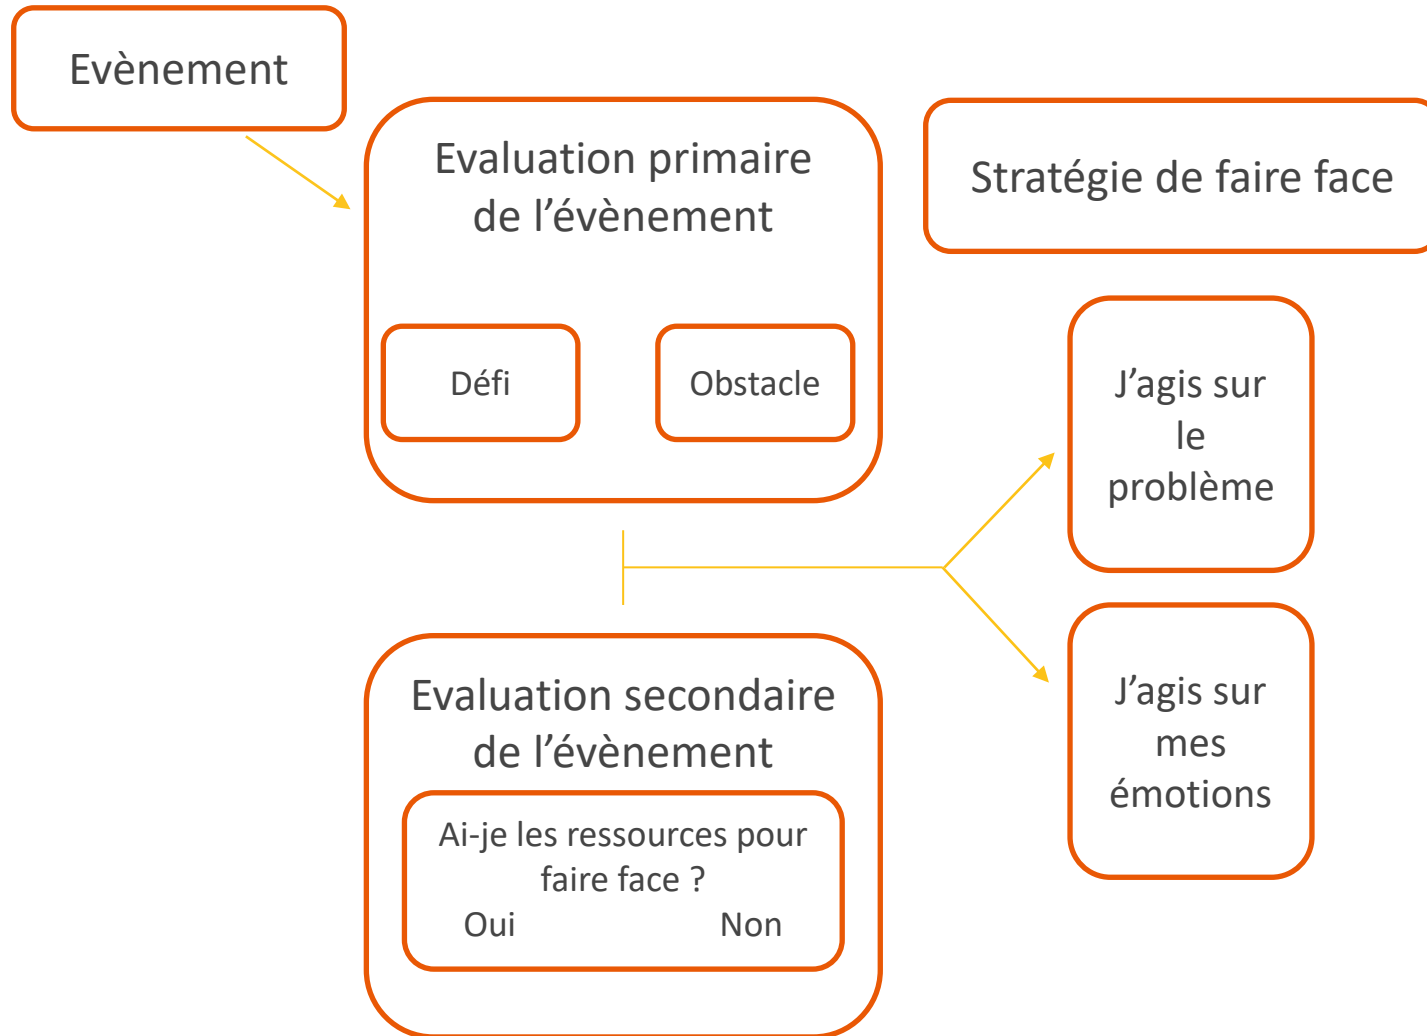 Evènement
Evaluation primaire
de l’évènement
Défi
Obstacle
Evaluation secondaire
de l’évènement
Ai-je les ressources pour
faire face ?
Oui Non
Stratégie de faire face
J’agis sur
le
problème
J’agis sur
mes
émotions